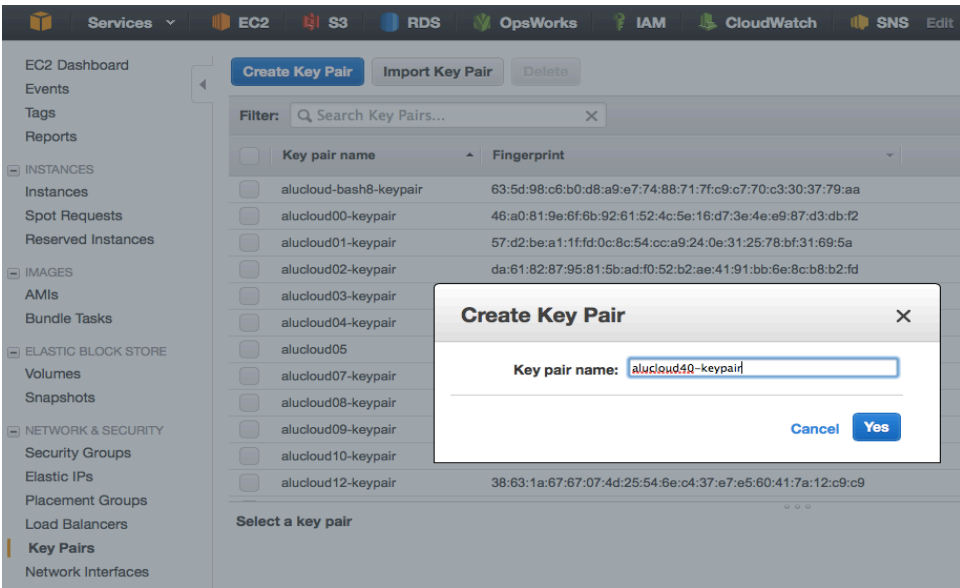 Services EC2 S3 RDS OpsWorks IAM CloudWatch SNS Edit
EC2 Dashboard
Events
Tags
Reports
INSTANCES
Instances
Spot Requests
Reserved Instances
IMAGES
AMIs
Bundle Tasks
ELASTIC BLOCK STORE
Volumes
Snapshots
NETWORK & SECURITY
Security Groups
Elastic IPs
Placement Groups
Load Balancers
Key Pairs
Network Interfaces
Create Key Pair Import Key Pair Delete
Filter: Search Key Pairs...
Key pair name Fingerprint
alucloud-bash8-keypair 63:5d:98:c6:b0:d8:a9:e7:74:88:71:7f:c9:c7:70:c3:30:37:79:aa
alucloud00-keypair 46:a0:81:9e:6f:6b:92:61:52:4c:5e:16:d7:3e:4e:e9:87:d3:db:f2
alucloud01-keypair 57:d2:be:a1:1f:fd:0c:8c:54:cc:a9:24:0e:31:25:78:bf:31:69:5a
alucloud02-keypair da:61:82:87:95:81:5b:ad:f0:52:b2:ae:41:91:bb:6e:8c:b8:b2:fd
alucloud03-keypair
alucloud04-keypair
alucloud05
alucloud07-keypair
alucloud08-keypair
alucloud09-keypair
alucloud10-keypair
alucloud12-keypair 38:63:1a:67:67:07:4d:25:54:6e:c4:37:e7:e5:60:41:7a:12:c9:c9
Select a key pair
Create Key Pair
Key pair name: alucloud40-keypair
Cancel Yes